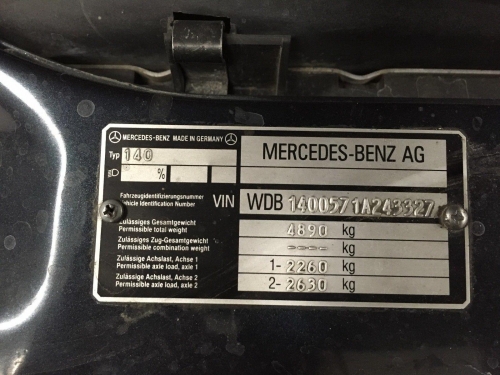 MERCEDES-BENZ MADE IN GERMANY
Typ 140
MERCEDES-BENZ AG
%
Fahrzeugidentifizierungsnummer
Vehicle Identification Number
VIN WDB 1400571A243327
Zulässiges Gesamtgewicht
Permissible total weight
4890 kg
Zulässiges Zug-Gesamtgewicht
Permissible combination weight
---- kg
Zulässige Achslast, Achse 1
Permissible axle load, axle 1
1- 2260 kg
Zulässige Achslast, Achse 2
Permissible axle load, axle 2
2- 2630 kg